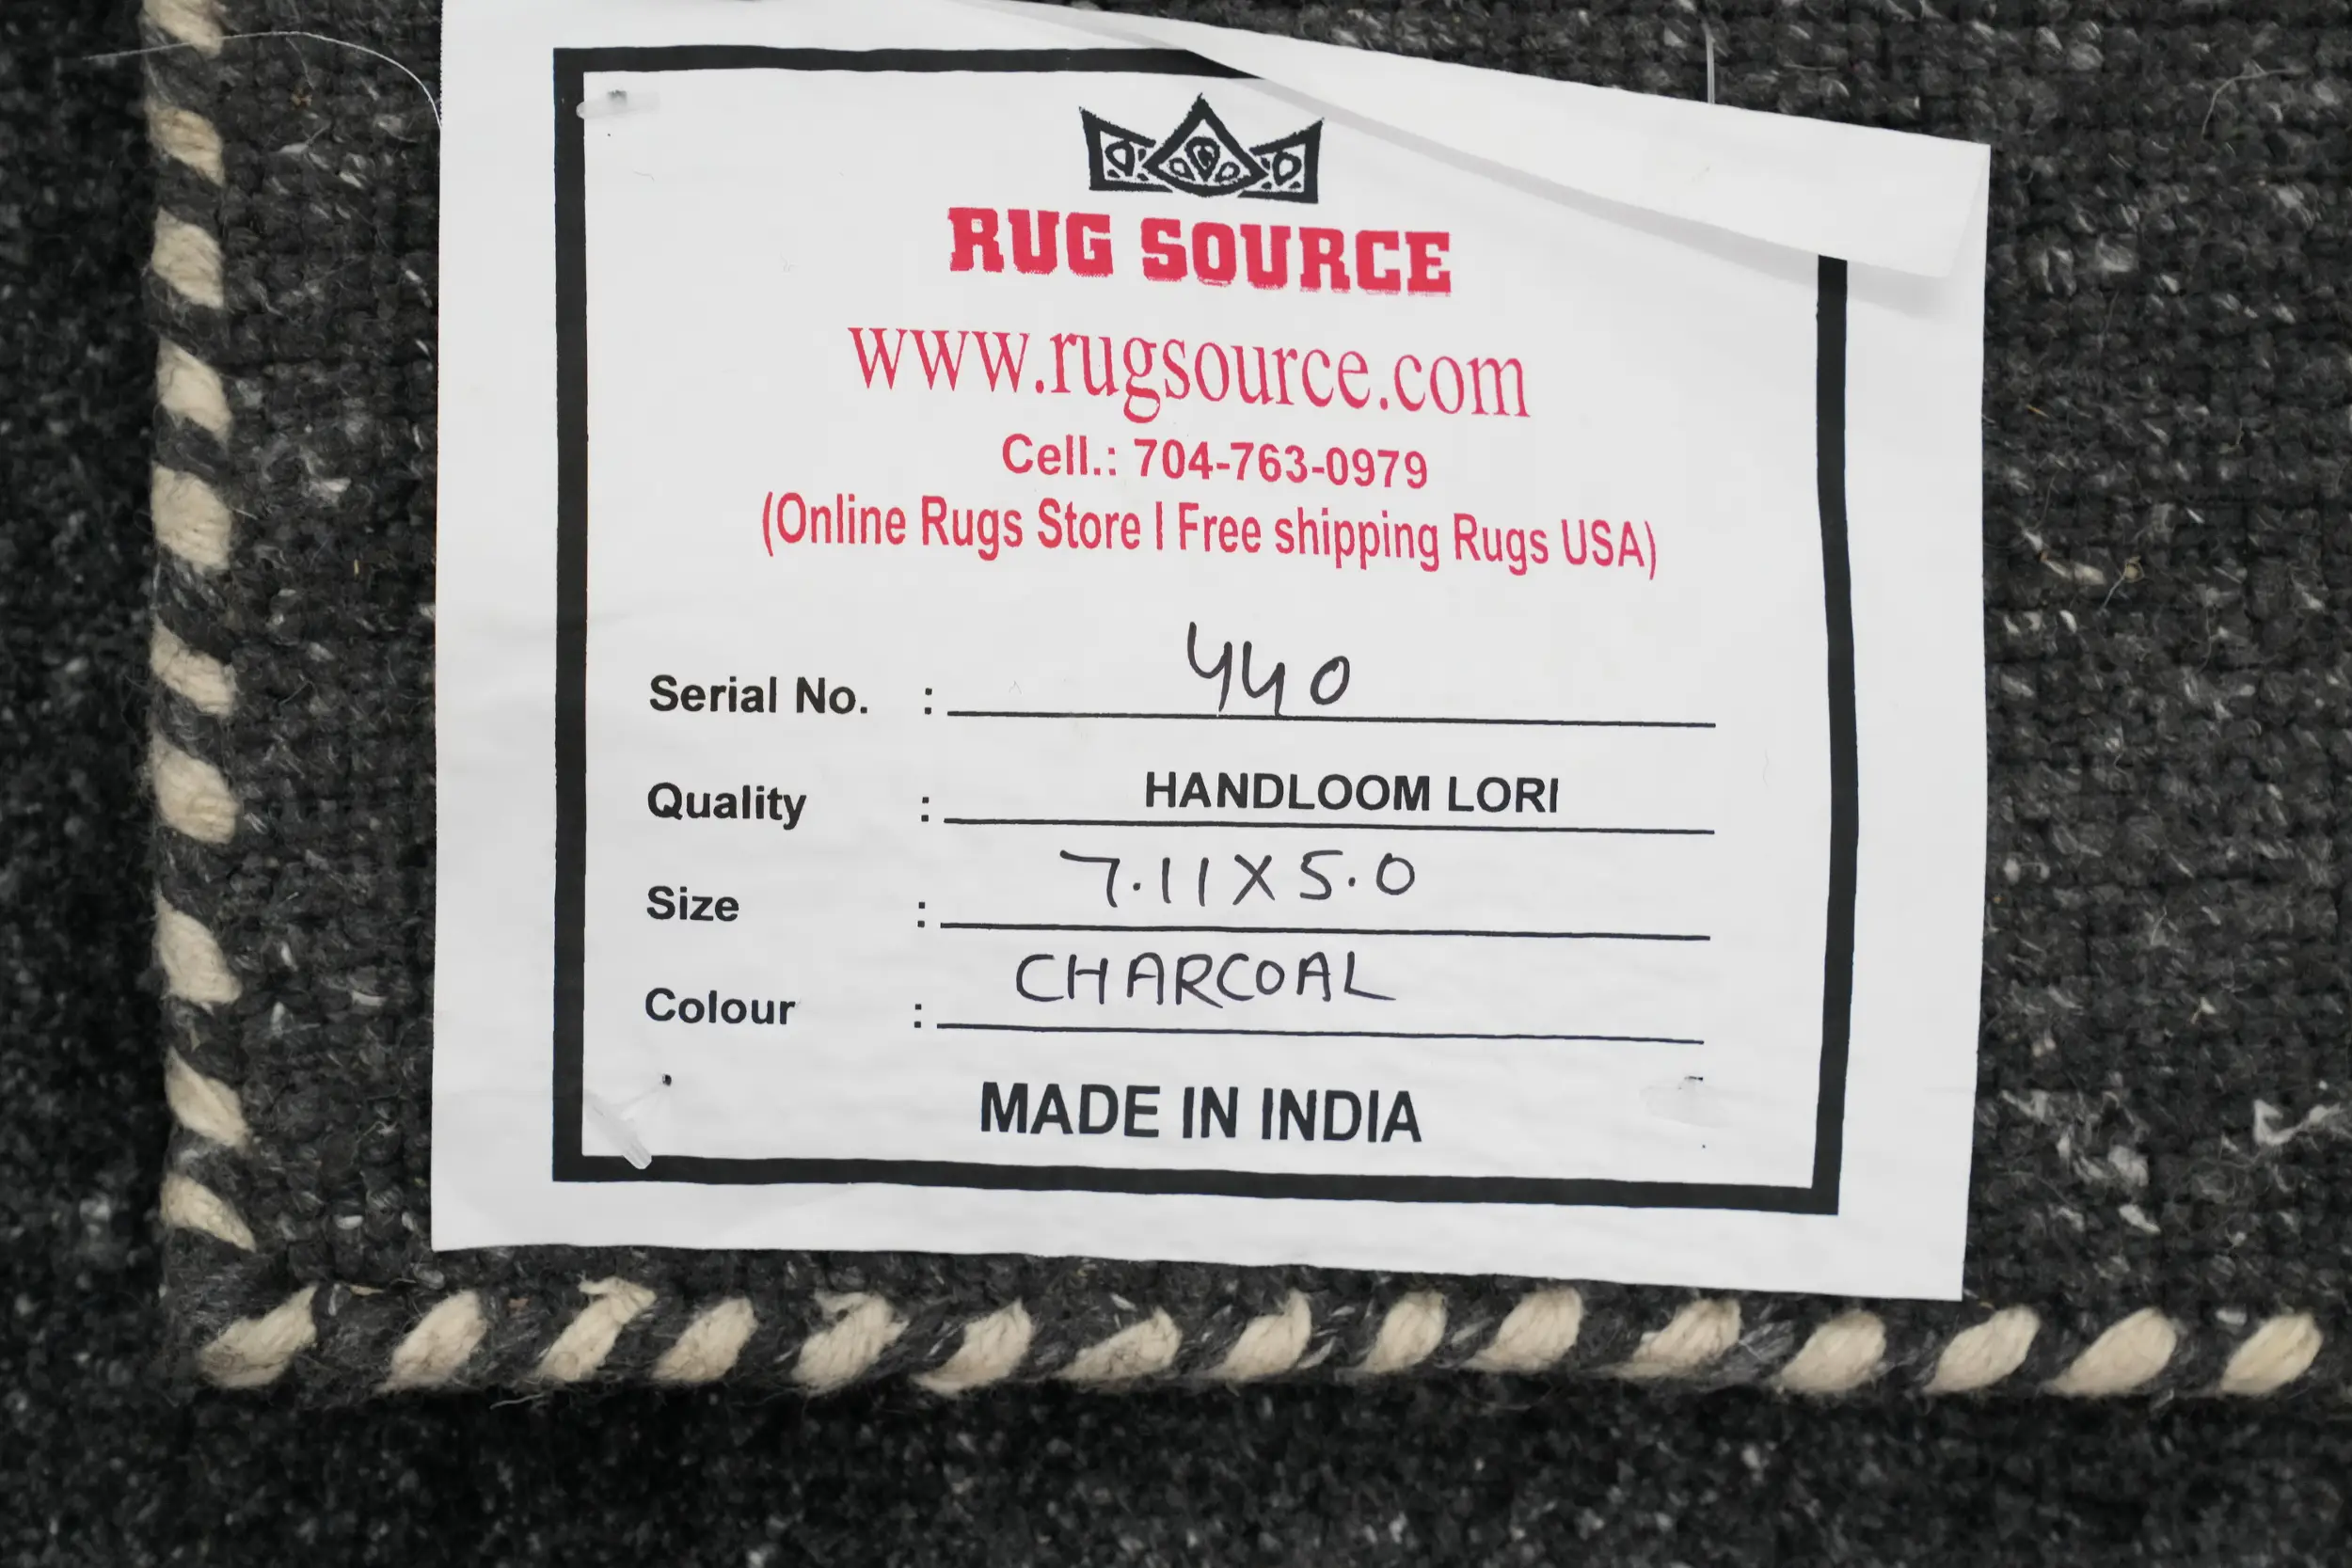 RUG SOURCE
www.rugsource.com
Cell.: 704-763-0979
(Online Rugs Store | Free shipping Rugs USA)
Serial No. : 440
Quality : HANDLOOM LORI
Size : 7.11X5.0
Colour : CHARCOAL
MADE IN INDIA